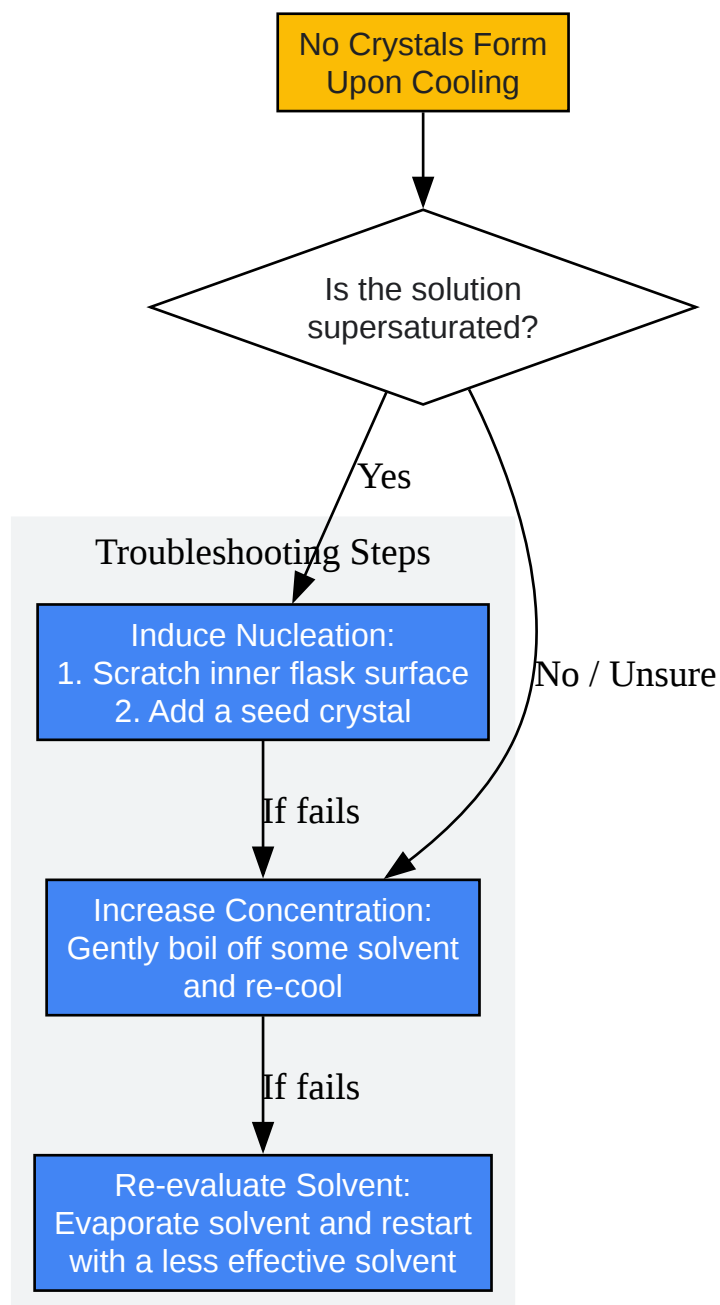 No Crystals Form
Upon Cooling
Is the solution
supersaturated?
Yes
Troubleshooting Steps
Induce Nucleation:
1. Scratch inner flask surface
2. Add a seed crystal
No / Unsure
If fails
Increase Concentration:
Gently boil off some solvent
and re-cool
If fails
Re-evaluate Solvent:
Evaporate solvent and restart
with a less effective solvent